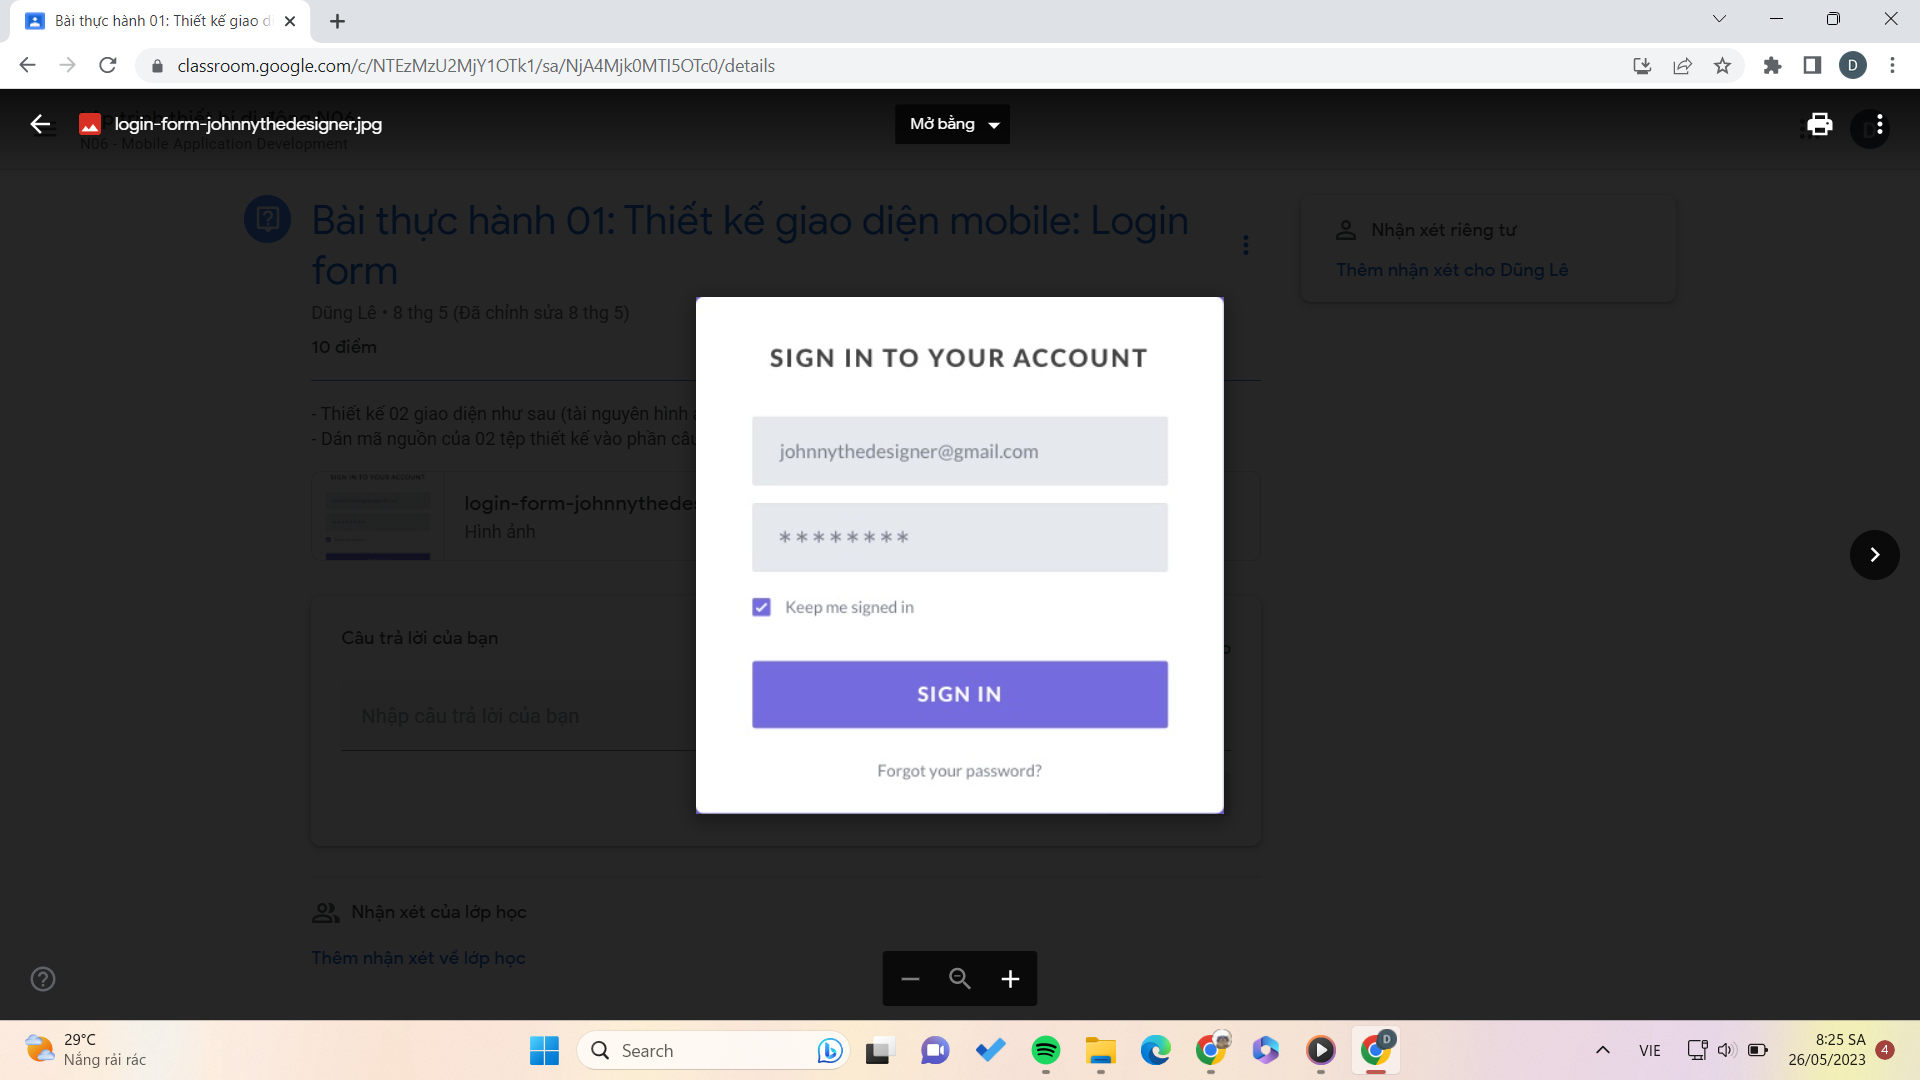 Bài thực hành 01: Thiết kế giao d
classroom.google.com/c/NTEzMzU2MjY1OTk1/sa/NjA4Mjk0MTI5OTc0/details
login-form-johnnythedesigner.jpg
N06 - Mobile Application Development
Mở bằng
D
Bài thực hành 01: Thiết kế giao diện mobile: Login
form
Dũng Lê • 8 thg 5 (Đã chỉnh sửa 8 thg 5)
10 điểm
- Thiết kế 02 giao diện như sau (tài nguyên hình
- Dán mã nguồn của 02 tệp thiết kế vào phần câu
SIGN IN TO YOUR ACCOUNT
login-form-johnnythede
Hình ảnh
Câu trả lời của bạn
Nhập câu trả lời của bạn
Nhận xét của lớp học
Thêm nhận xét về lớp học
Nhận xét riêng tư
Thêm nhận xét cho Dũng Lê
SIGN IN TO YOUR ACCOUNT
johnnythedesigner@gmail.com
********
Keep me signed in
SIGN IN
Forgot your password?
29°C
Nắng rải rác
Search
D
VIE
8:25 SA
26/05/2023
4